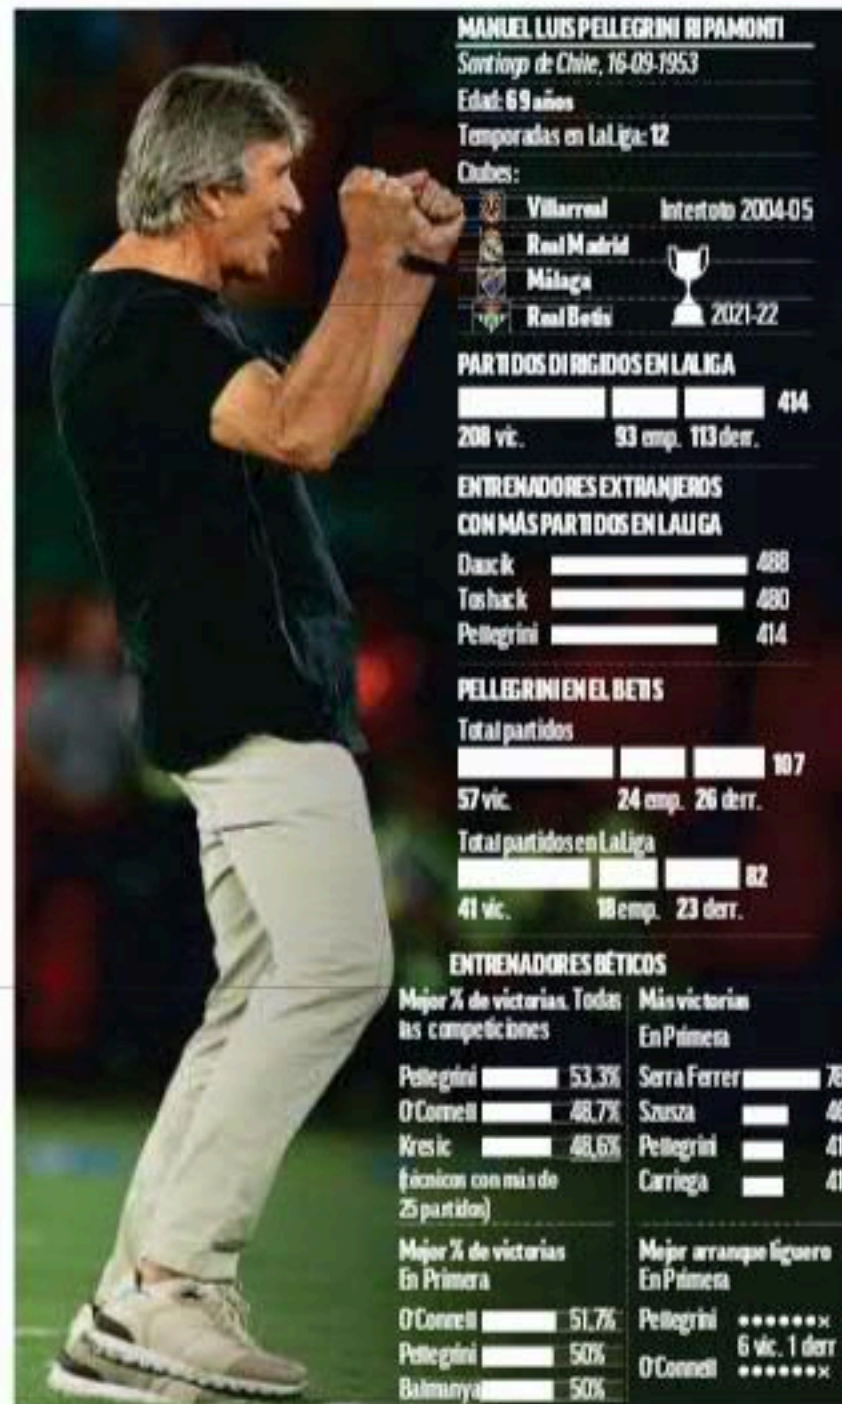 MANUEL LUIS PELLEGRINI RIPAMONTI
Santiago de Chile, 16-09-1953
Edad: 69 años
Temporadas en LaLiga: 12
Clubes:
Villarreal Intertoto 2004-05
Real Madrid
Málaga
Real Betis 2021-22
PARTIDOS DIRIGIDOS EN LALIGA
414
208 vic. 93 emp. 113 derr.
ENTRENADORES EXTRANJEROS
CON MÁS PARTIDOS EN LALIGA
Daucik 488
Toshack 480
Pellegrini 414
PELLEGRINI EN EL BETIS
Total partidos
107
57 vic. 24 emp. 26 derr.
Total partidos en LaLiga
82
41 vic. 18 emp. 23 derr.
ENTRENADORES BÉTICOS
Mejor % de victorias. Todas
las competiciones
Pellegrini 53,3%
O'Connell 48,7%
Kresic 48,6%
(técnicos con más de
25 partidos)
Más victorias
En Primera
Serra Ferrer 78
Szusza 46
Pellegrini 41
Carriega 41
Mejor % de victorias
En Primera
O'Connell 51,7%
Pellegrini 50%
Balmanya 50%
Mejor arranque liguero
En Primera
Pellegrini ••••••×
6 vic. 1 derr
O'Connell ••••••×